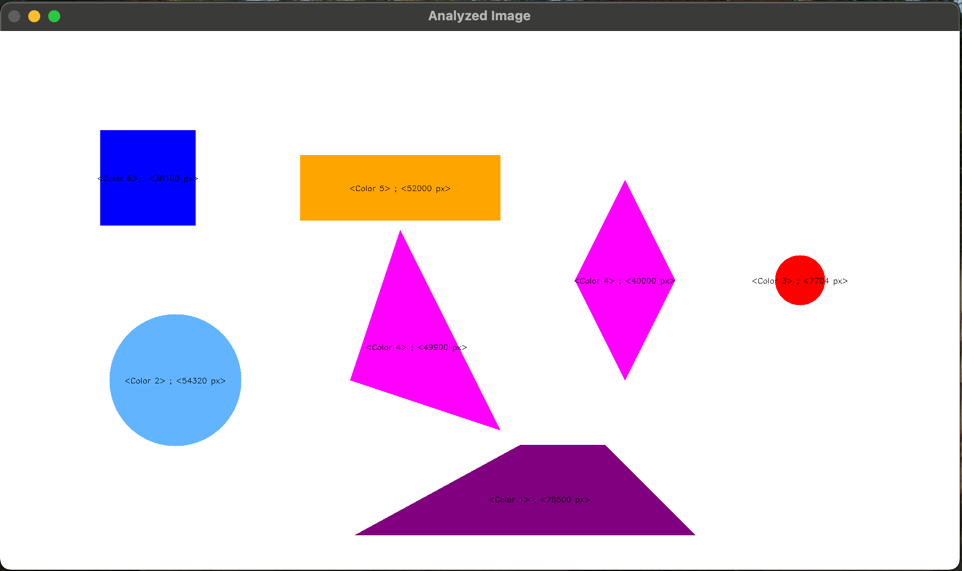 <Color 6> ; <36100 px>
<Color 5> ; <52000 px>
<Color 4> ; <40000 px>
<Color 3> ; <7704 px>
<Color 4> ; <49900 px>
<Color 2> ; <54320 px>
<Color 1> ; <76500 px>
Analyzed Image